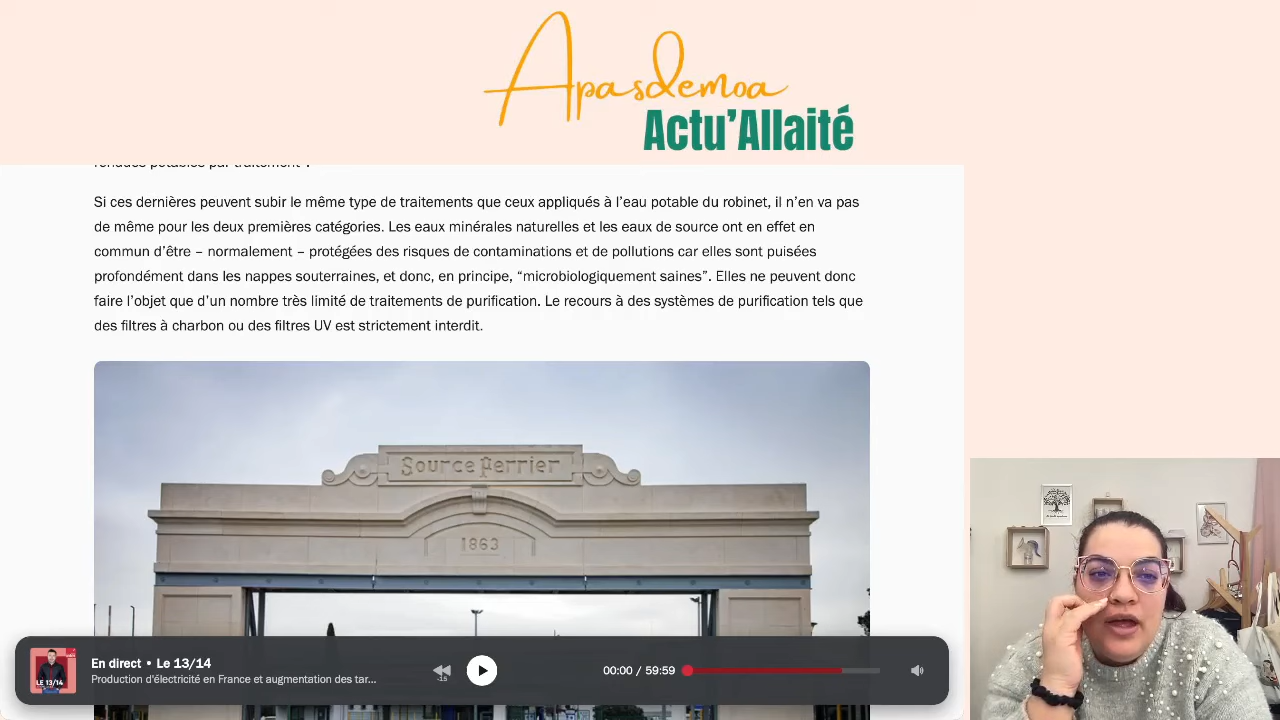 Apasdemoa
Actu’Allaité
rendues potables par traitement".
Si ces dernières peuvent subir le même type de traitements que ceux appliqués à l’eau potable du robinet, il n’en va pas
de même pour les deux premières catégories. Les eaux minérales naturelles et les eaux de source ont en effet en
commun d’être – normalement – protégées des risques de contaminations et de pollutions car elles sont puisées
profondément dans les nappes souterraines, et donc, en principe, “microbiologiquement saines”. Elles ne peuvent donc
faire l’objet que d’un nombre très limité de traitements de purification. Le recours à des systèmes de purification tels que
des filtres à charbon ou des filtres UV est strictement interdit.
Source Perrier
1863
LE 13/14
En direct • Le 13/14
Production d'électricité en France et augmentation des tar...
-15
00:00 / 59:59